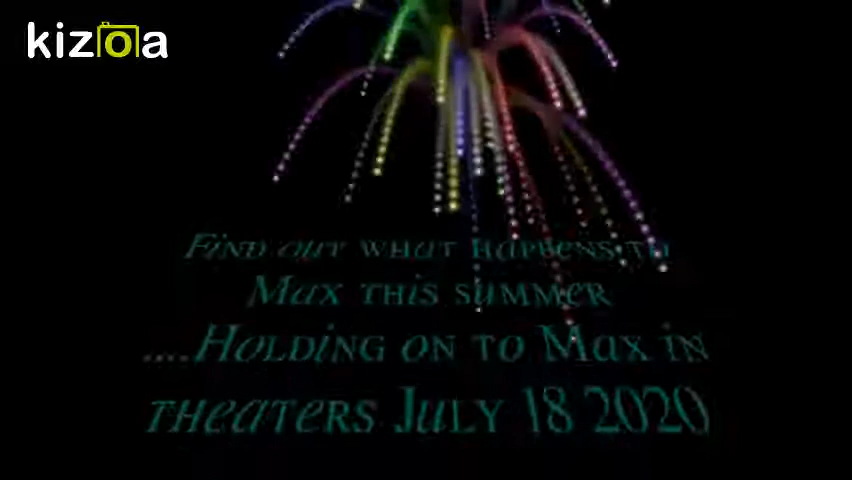 kizoa
Find out what happens to
Max this summer
....Holding on to Max in
theaters July 18 2020